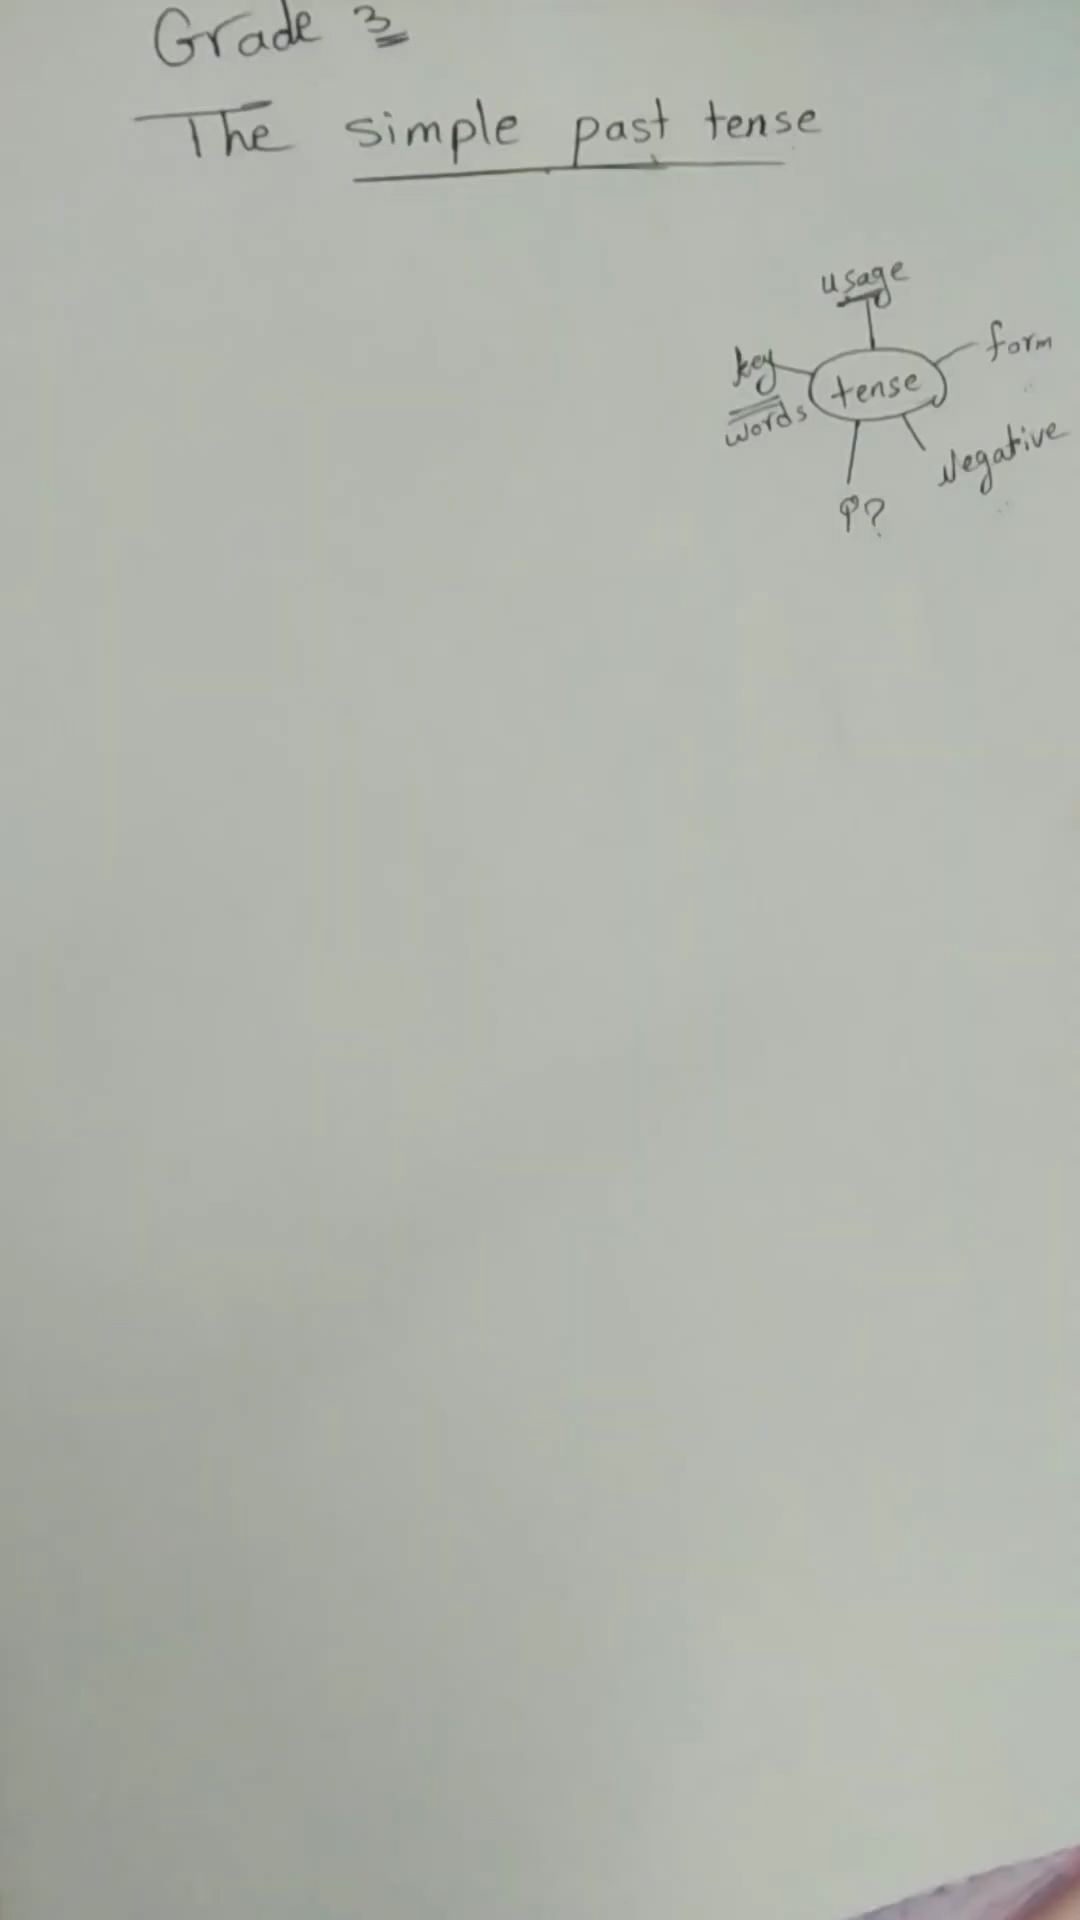 Grade 3
The simple past tense
usage
form
key
words
tense
Negative
?